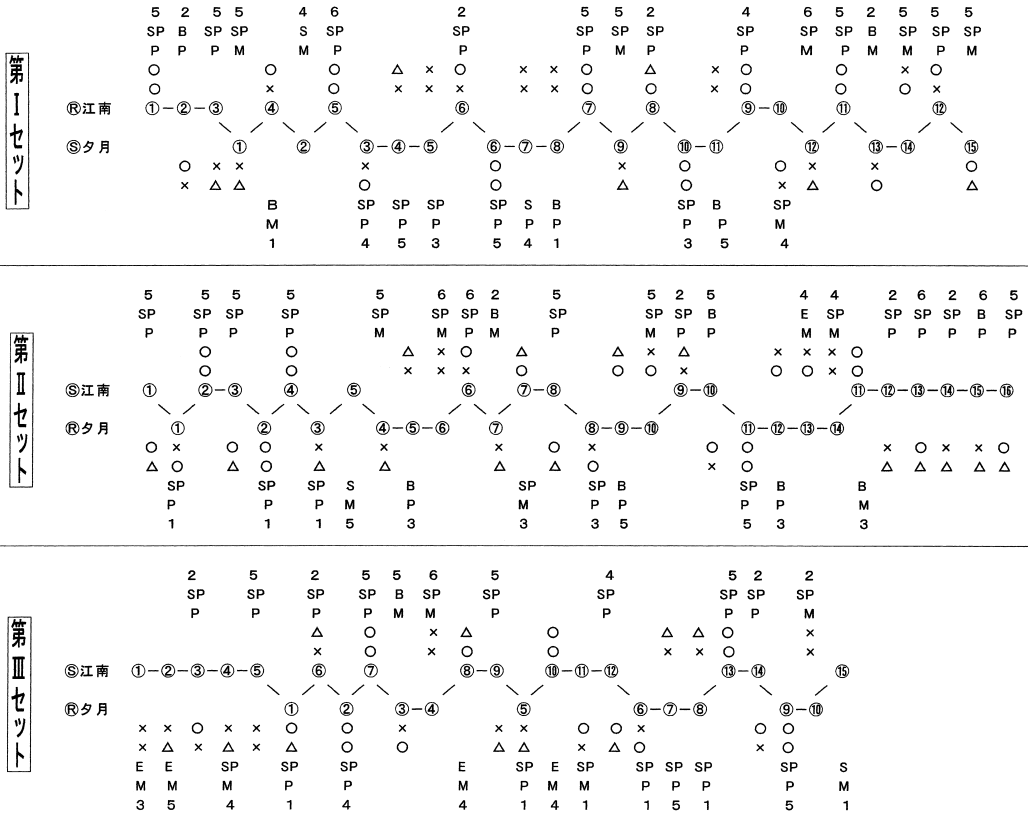 第Ⅰセット
5 2 5 5 4 6 2 5 5 2 4 6 5 2 5 5 5
SP B SP SP S SP SP SP SP SP SP SP SP B SP SP SP
P P P M M P P P M P P M P M M P M
○ ○ ○ △ × ○ × × ○ △ × ○ ○ × ○
○ × ○ × × × × × ○ ○ × ○ ○ ○ ×
Ⓡ江南 ①－②－③ ④ ⑤ ⑥ ⑦ ⑧ ⑨－⑩ ⑪ ⑫
Ⓢ夕月 ① ② ③－④－⑤ ⑥－⑦－⑧ ⑨ ⑩－⑪ ⑫ ⑬－⑭ ⑮
○ × × × ○ × ○ ○ × × ○
× △ △ ○ ○ △ ○ × △ ○ △
B SP SP SP SP S B SP B SP
M P P P P P P P P M
1 4 5 3 5 4 1 3 5 4
第Ⅱセット
5 5 5 5 5 6 6 2 5 5 2 5 4 4 2 6 2 6 5
SP SP SP SP SP SP SP B SP SP SP B E SP SP SP SP B SP
P P P P M M P M P M P P M M P P P P P
○ ○ △ × ○ △ △ × △ × × × ○
○ ○ × × × ○ ○ ○ × ○ ○ × ○
Ⓢ江南 ① ②－③ ④ ⑤ ⑥ ⑦－⑧ ⑨－⑩ ⑪－⑫－⑬－⑭－⑮－⑯
Ⓡ夕月 ① ② ③ ④－⑤－⑥ ⑦ ⑧－⑨－⑩ ⑪－⑫－⑬－⑭
○ × ○ ○ × × × ○ × ○ ○ × ○ × × ○
△ ○ △ ○ △ △ △ △ ○ × ○ △ △ △ △ △
SP SP SP S B SP SP B SP B B
P P P M P M P P P P M
1 1 1 5 3 3 3 5 5 3 3
第Ⅲセット
2 5 2 5 5 6 5 4 5 2 2
SP SP SP SP B SP SP SP SP SP SP
P P P P M M P P P P M
△ ○ × △ ○ △ △ ○ ×
× ○ × ○ ○ × × ○ ×
Ⓢ江南 ①－②－③－④－⑤ ⑥ ⑦ ⑧－⑨ ⑩－⑪－⑫ ⑬－⑭ ⑮
Ⓡ夕月 ① ② ③－④ ⑤ ⑥－⑦－⑧ ⑨－⑩
× × ○ × × ○ ○ × × × ○ ○ × ○ ○
× △ × △ × △ ○ ○ △ △ × △ ○ × ○
E E SP SP SP E SP E SP SP SP SP SP S
M M M P P M P M M P P P P M
3 5 4 1 4 4 1 4 1 1 5 1 5 1